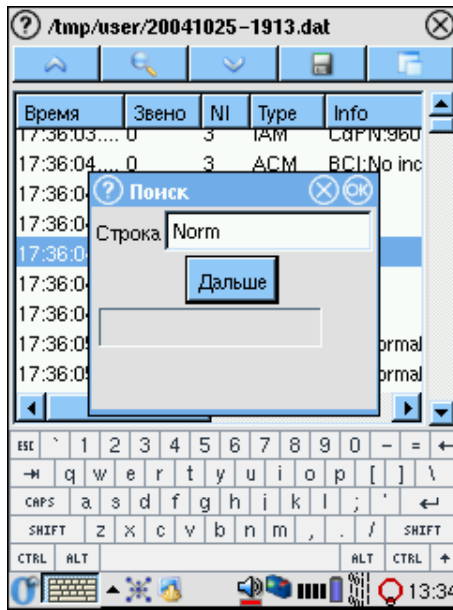 /tmp/user/20041025-1913.dat
Время Звено NI Type Info
17:36:03.... 0 3 IAM CdPN:960
17:36:04.... 0 3 ACM BCI:No inc
17:36:0
Поиск
17:36:0
Строка Norm
17:36:0
Дальше
17:36:0
17:36:0
17:36:05 ormal
17:36:05 ormal
ESC ` 1 2 3 4 5 6 7 8 9 0 - = ←
q w e r t y u i o p [ ] \
CAPS a s d f g h j k l ; '
SHIFT z x c v b n m , . / SHIFT
CTRL ALT ALT CTRL
13:34